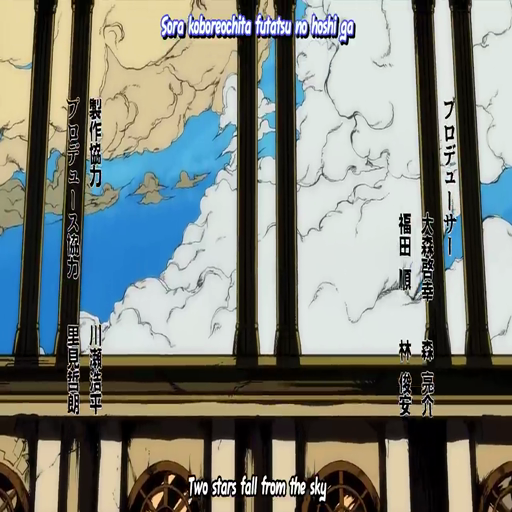 Sora koboreochita futatsu no hoshi ga
プロデューサー
大森啓幸 森亮介
福田順 林俊安
製作協力 川瀬浩平
プロデュース協力 里見哲朗
Two stars fall from the sky